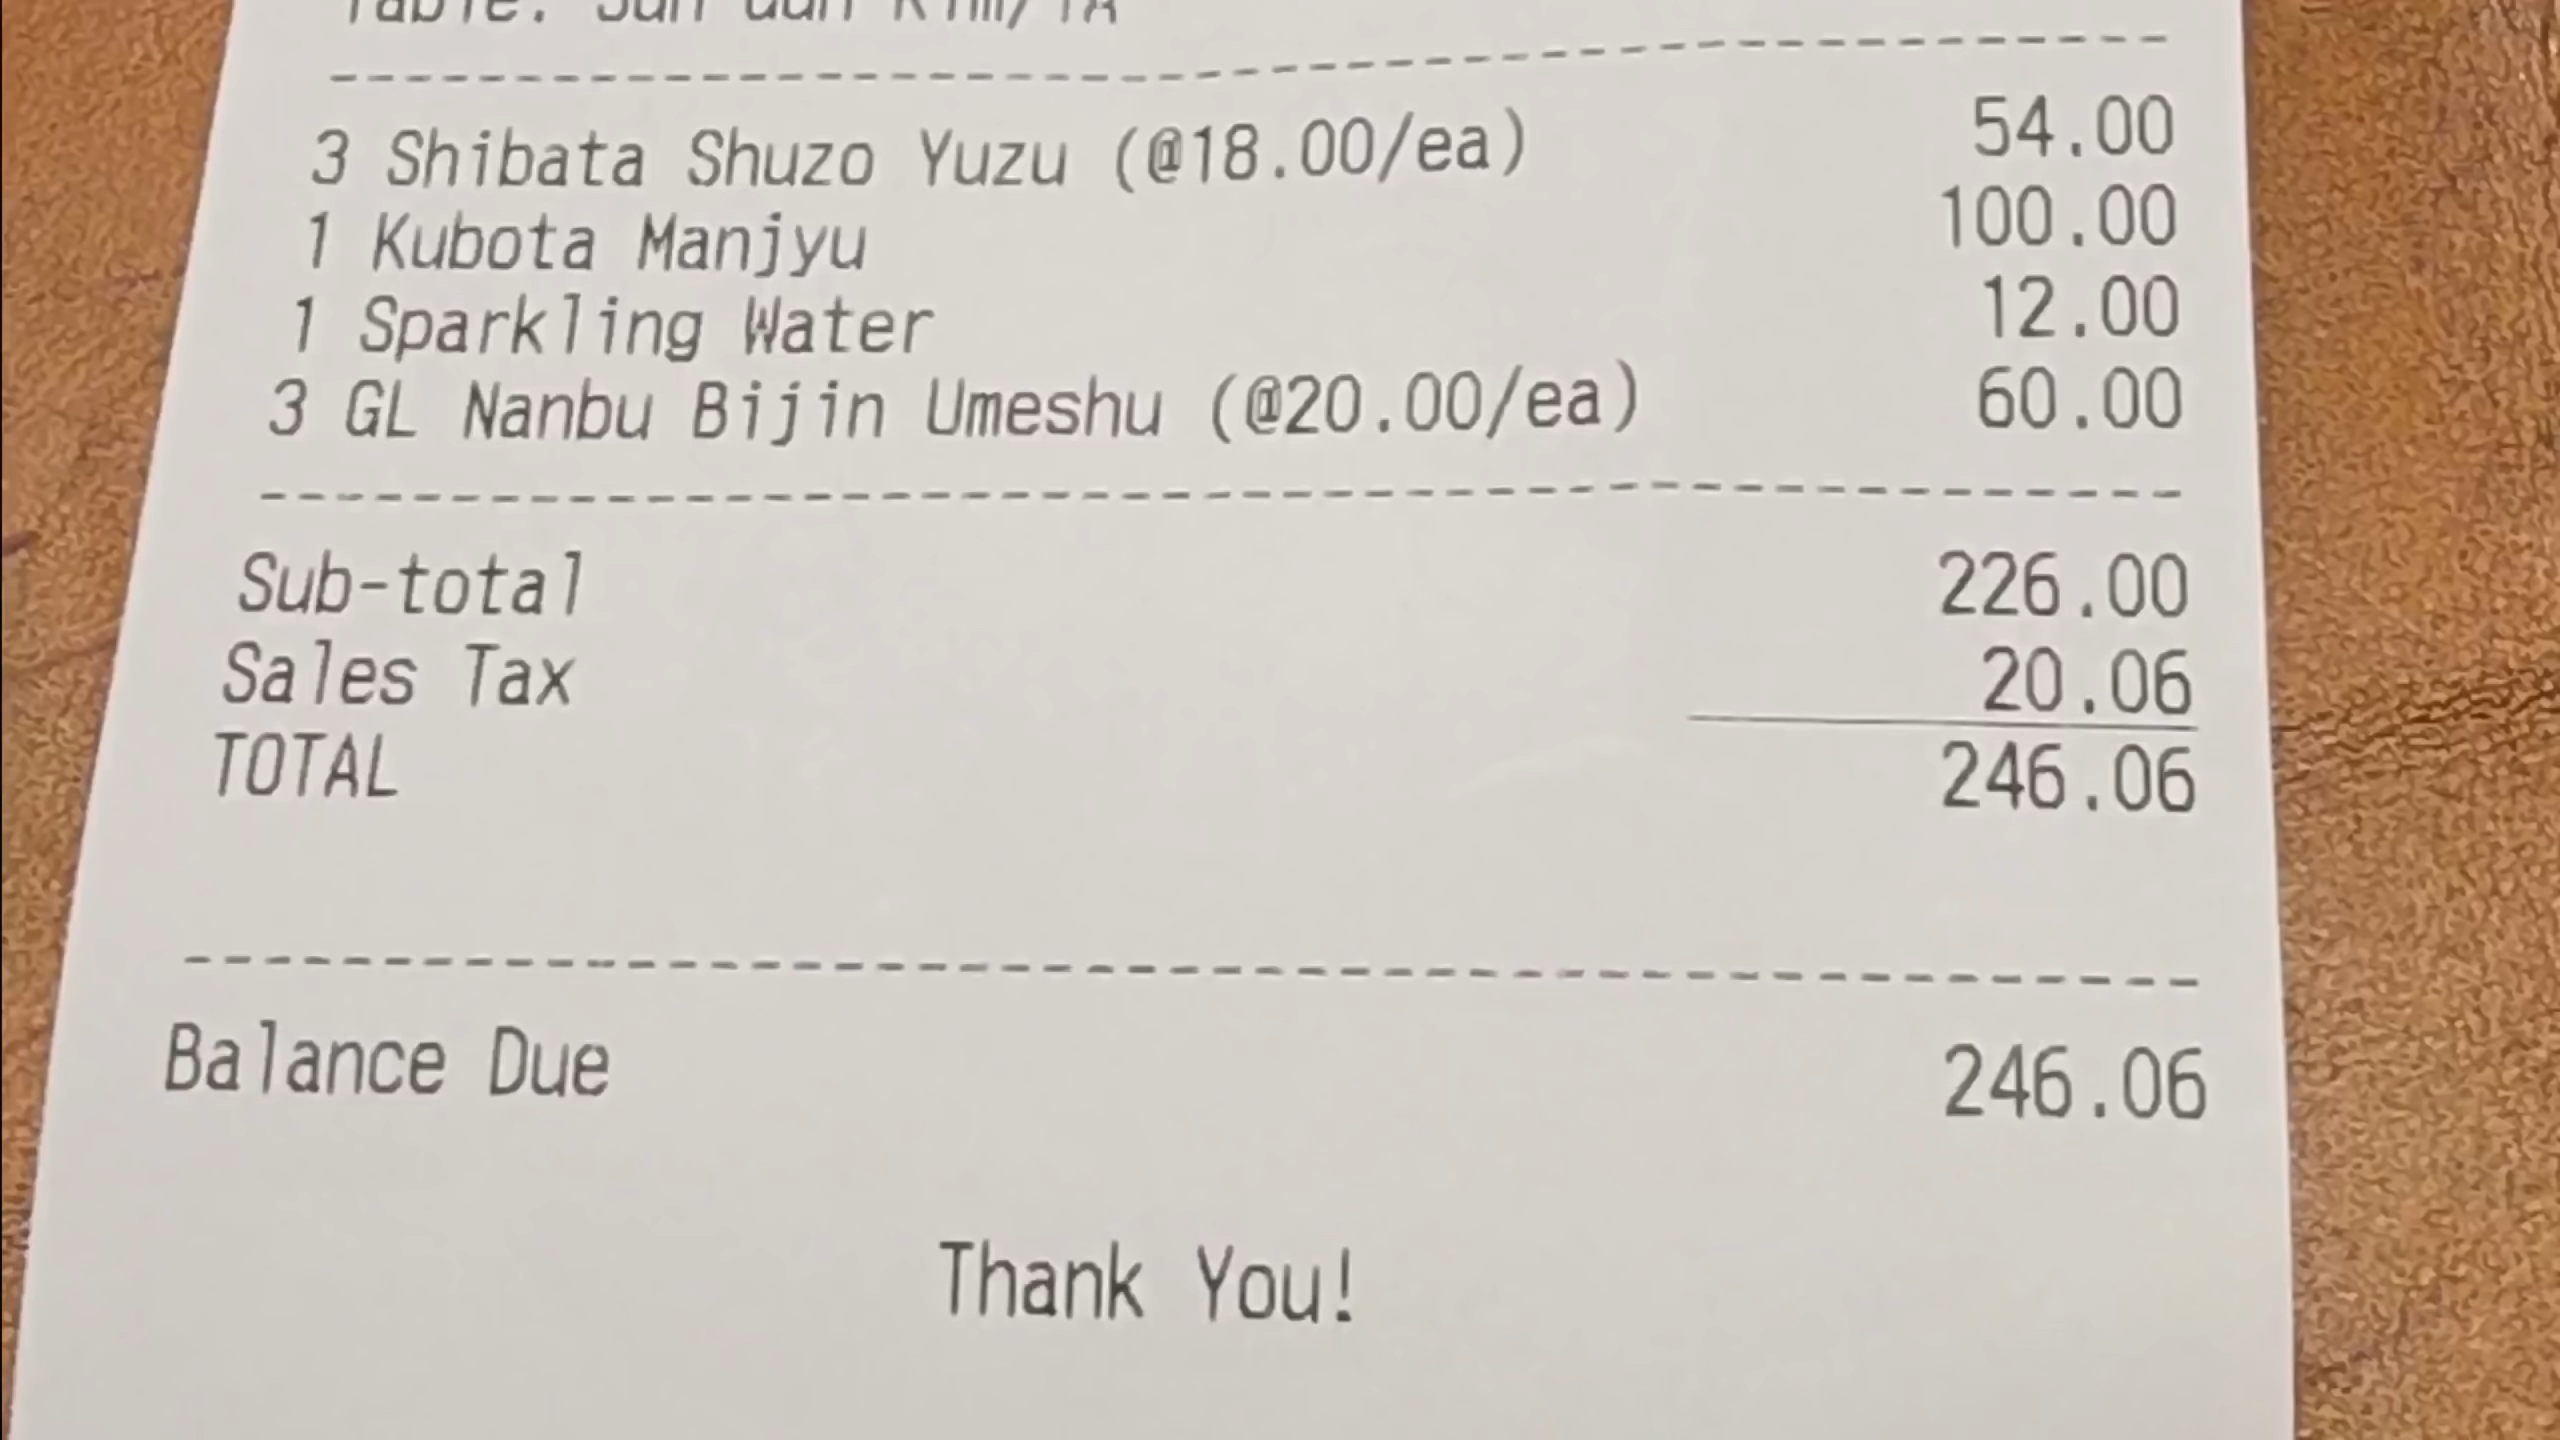 Table:
3 Shibata Shuzo Yuzu (@18.00/ea) 54.00
1 Kubota Manjyu 100.00
1 Sparkling Water 12.00
3 GL Nanbu Bijin Umeshu (@20.00/ea) 60.00
Sub-total 226.00
Sales Tax 20.06
TOTAL 246.06
Balance Due 246.06
Thank You!